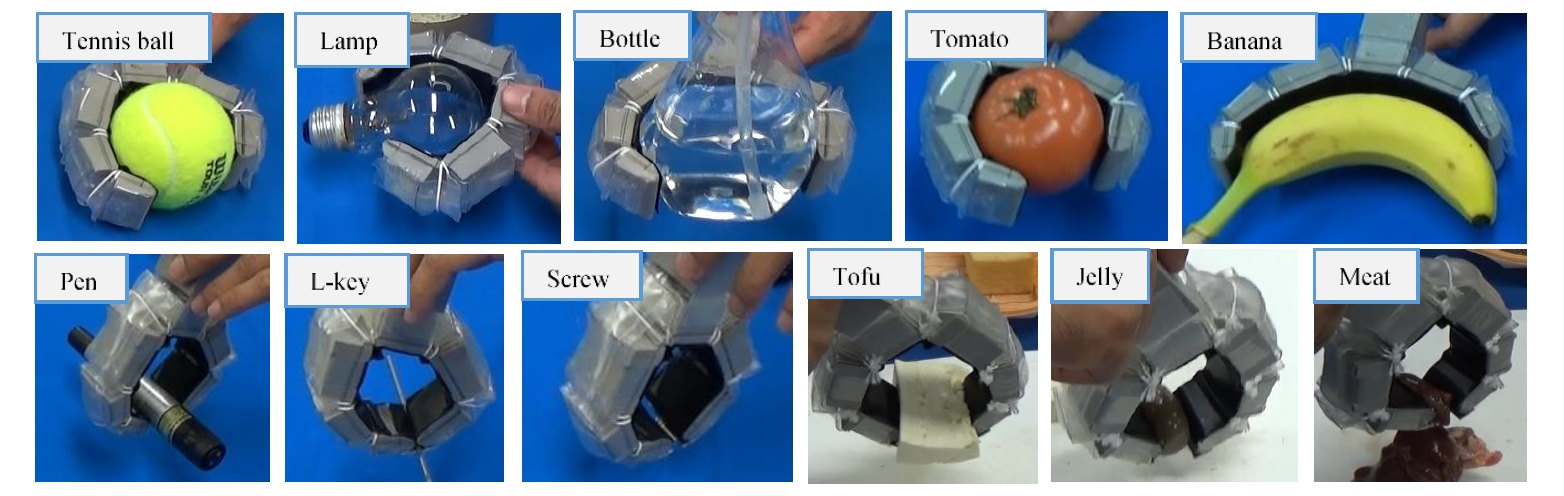 Tennis ball
Lamp
Bottle
Tomato
Banana
Pen
L-key
Screw
Tofu
Jelly
Meat